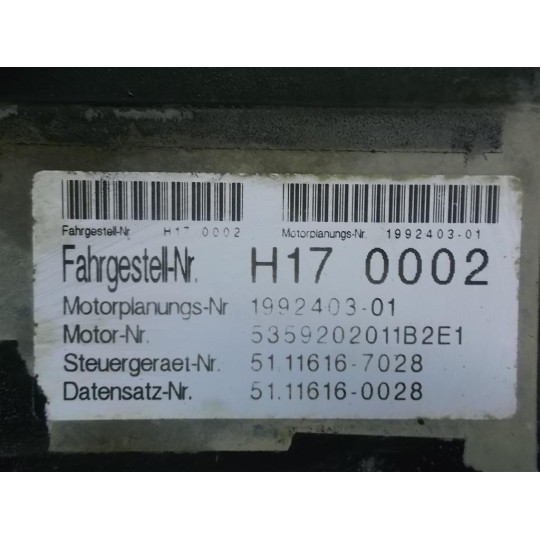 Fahrgestell-Nr. H17 0002 Motorplanungs-Nr. 1992403-01
Fahrgestell-Nr. H17 0002
Motorplanungs-Nr 1992403-01
Motor-Nr. 5359202011B2E1
Steuergeraet-Nr. 51.11616-7028
Datensatz-Nr. 51.11616-0028